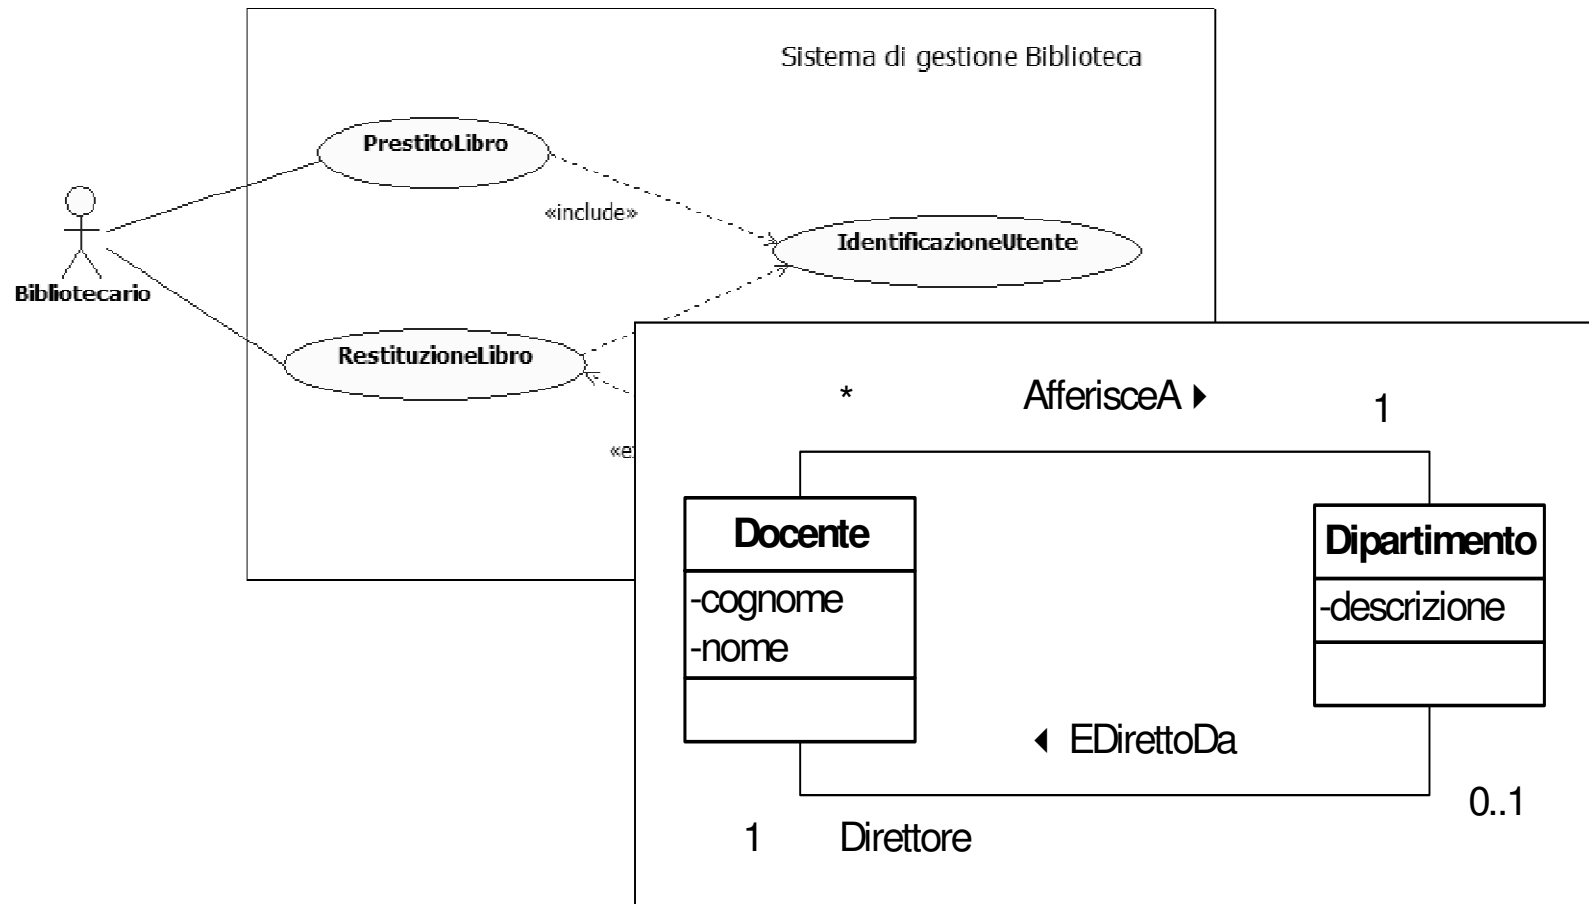 Sistema di gestione Biblioteca
PrestitoLibro
«include»
IdentificazioneUtente
Bibliotecario
RestituzioneLibro
«e
* AfferisceA 1
Docente
-cognome
-nome
Dipartimento
-descrizione
EDirettoDa
0..1
1 Direttore